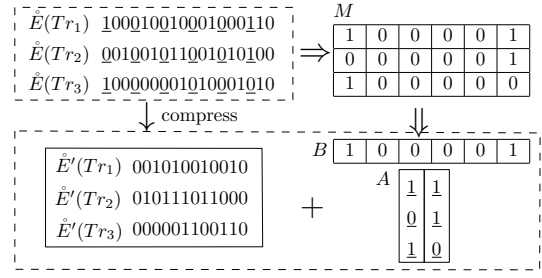 E̊(Tr₁) 100010010001000110
E̊(Tr₂) 001001011001010100
E̊(Tr₃) 100000001010001010
⇒
M
1 0 0 0 0 1
0 0 0 0 0 1
1 0 0 0 0 0
compress
E̊′(Tr₁) 001010010010
E̊′(Tr₂) 010111011000
E̊′(Tr₃) 000001100110
+
B 1 0 0 0 0 1
A
1 1
0 1
1 0